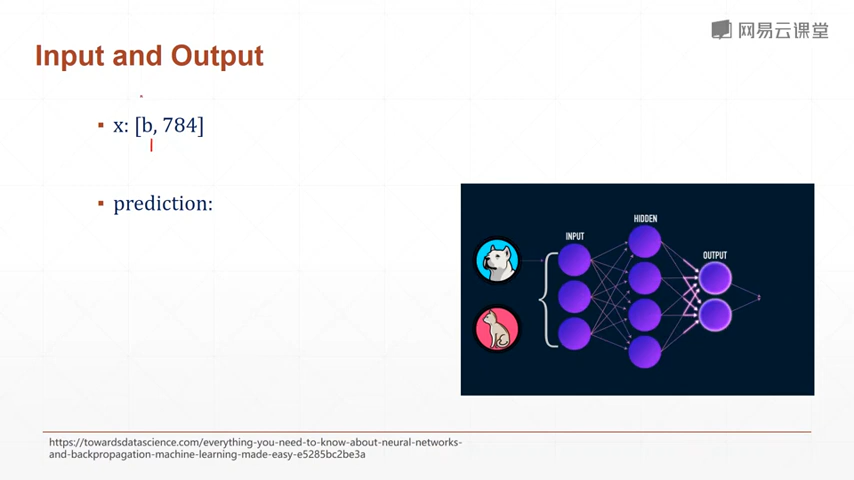 网易云课堂
Input and Output
▪ x: [b, 784]
▪ prediction:
HIDDEN
INPUT
OUTPUT
https://towardsdatascience.com/everything-you-need-to-know-about-neural-networks-
and-backpropagation-machine-learning-made-easy-e5285bc2be3a